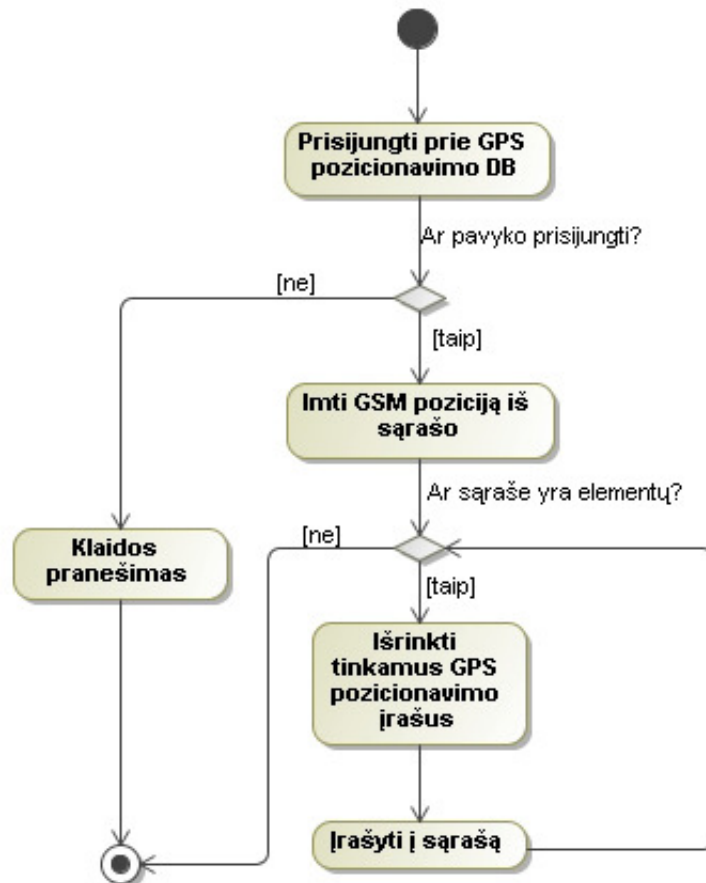 Prisijungti prie GPS
pozicionavimo DB
Ar pavyko prisijungti?
[ne]
[taip]
Imti GSM poziciją iš
sąrašo
Ar sąraše yra elementų?
[ne]
[taip]
Klaidos
pranešimas
Išrinkti
tinkamus GPS
pozicionavimo
įrašus
Įrašyti į sąrašą